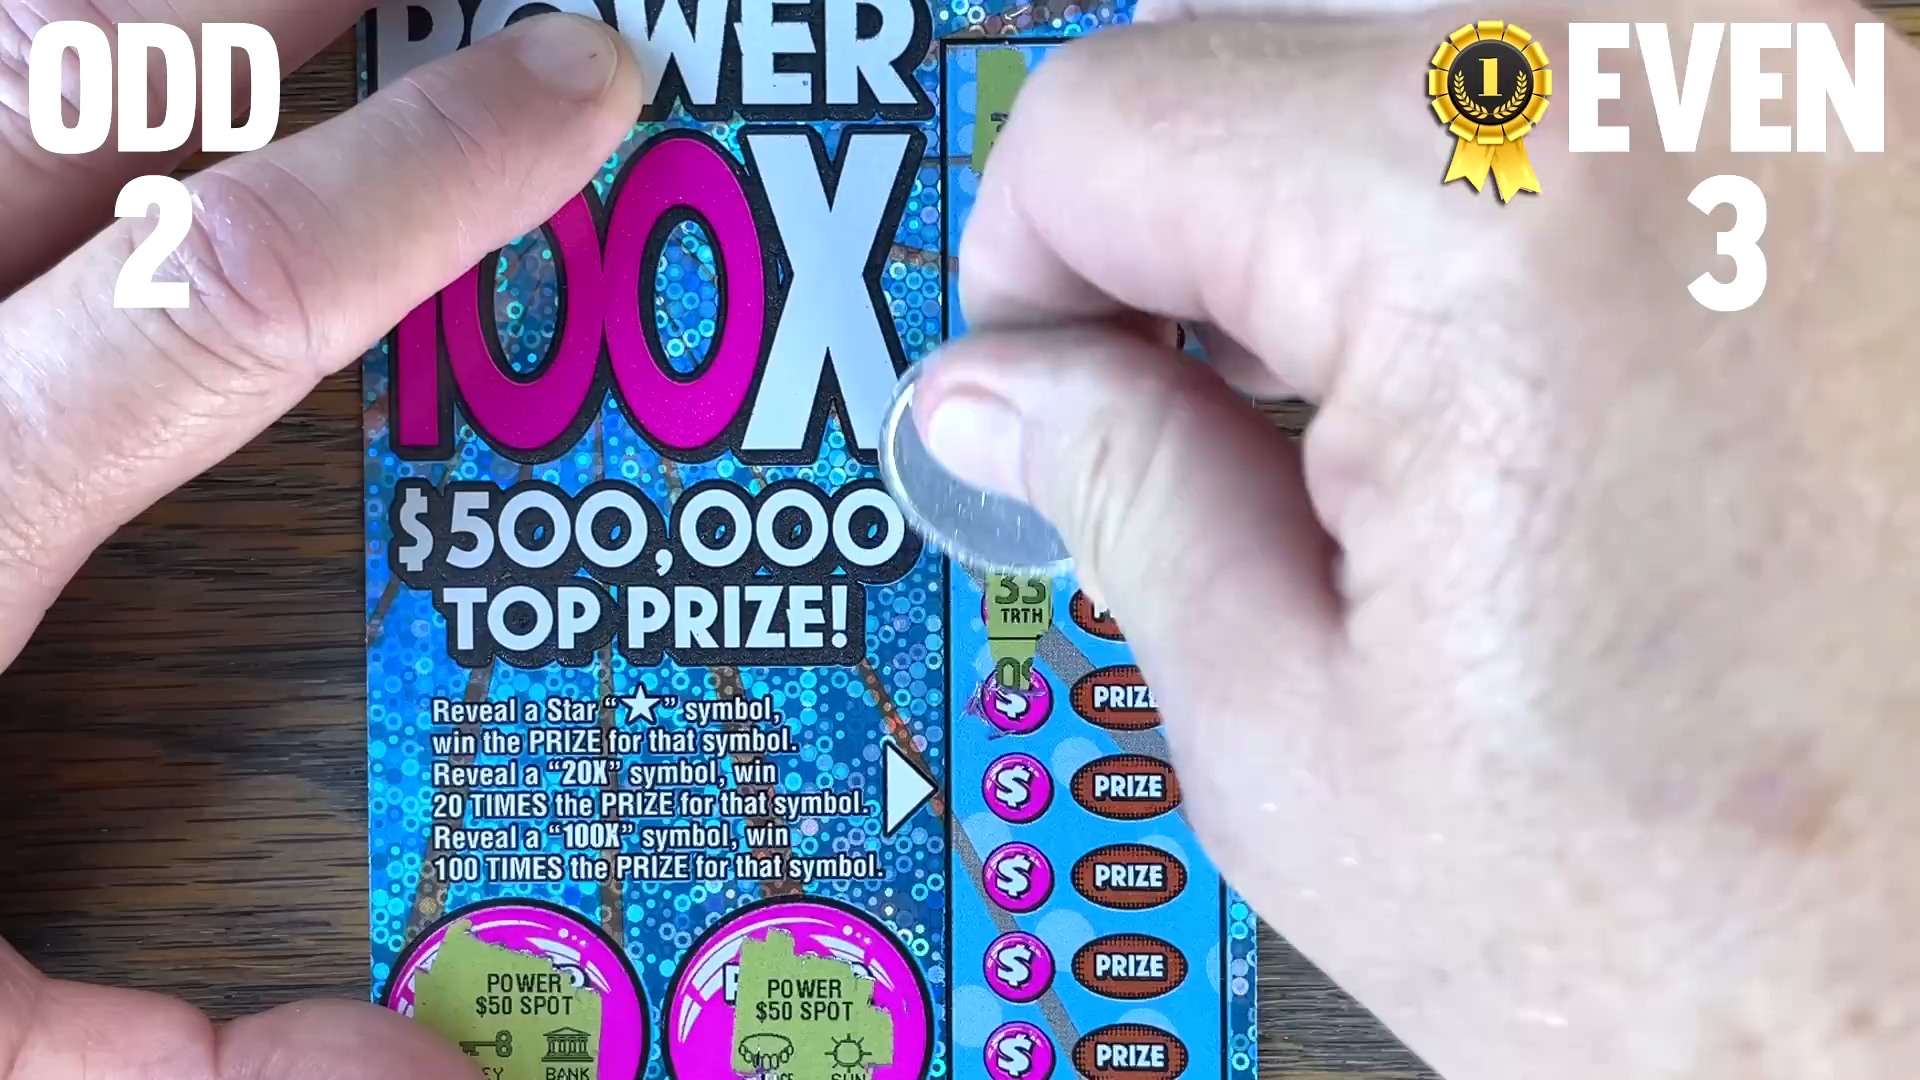 ODD
2
1
EVEN
3
100X
$500,000
TOP PRIZE!
Reveal a Star “★” symbol,
win the PRIZE for that symbol.
Reveal a “20X” symbol, win
20 TIMES the PRIZE for that symbol.
Reveal a “100X” symbol, win
100 TIMES the PRIZE for that symbol.
POWER
$50 SPOT
BANK
POWER
$50 SPOT
SUN
33
TRTH
$ PRIZE
$ PRIZE
$ PRIZE
$ PRIZE
$ PRIZE